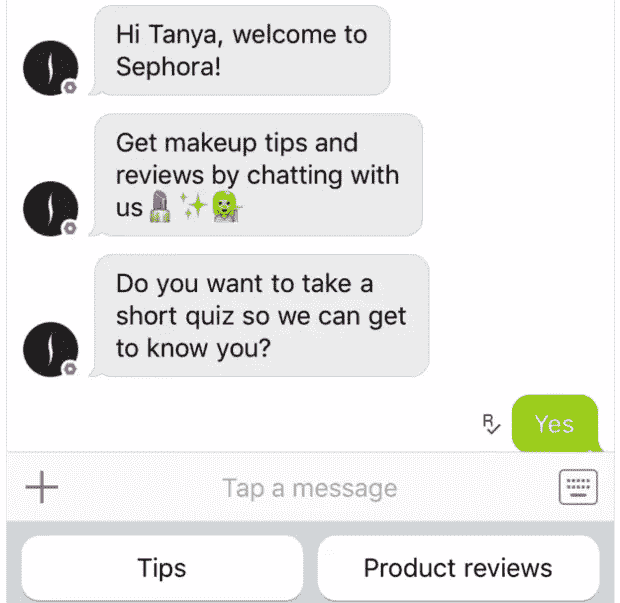 Hi Tanya, welcome to
Sephora!
Get makeup tips and
reviews by chatting with
us💄✨💁
Do you want to take a
short quiz so we can get
to know you?
R
Yes
Tap a message
Tips
Product reviews